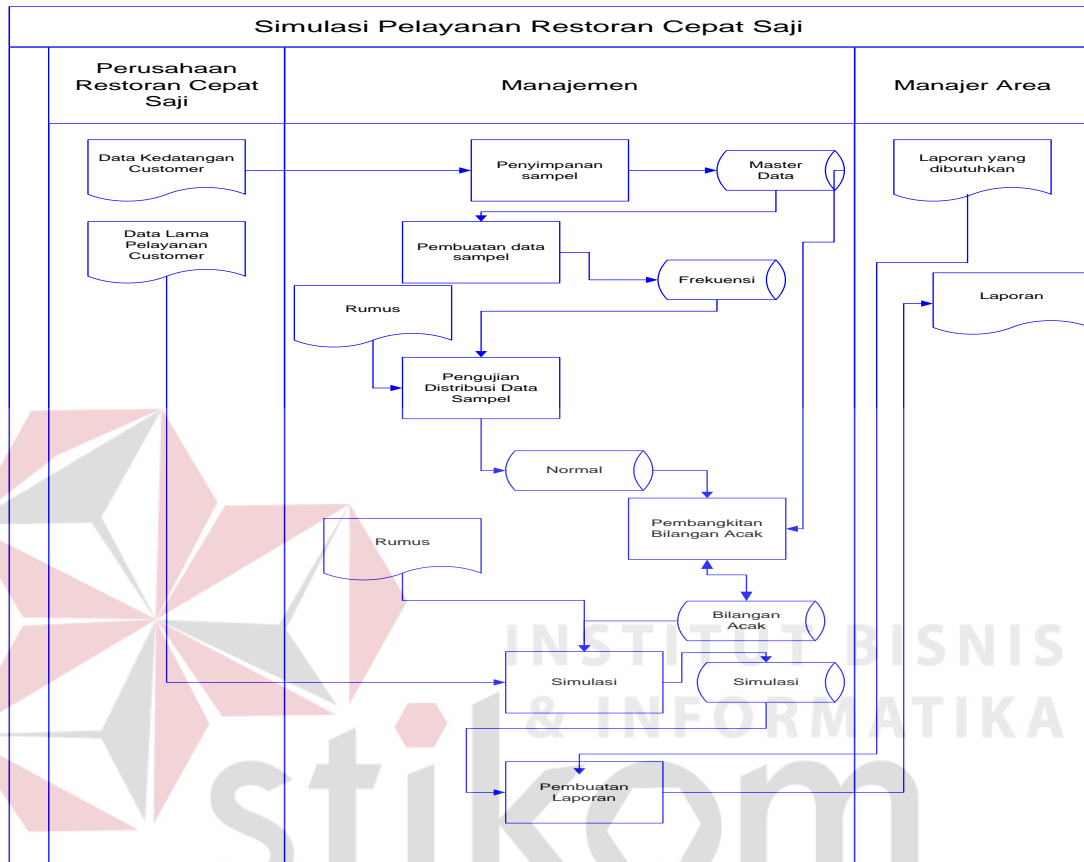 Simulasi Pelayanan Restoran Cepat Saji
Perusahaan
Restoran Cepat
Saji
Manajemen
Manajer Area
Data Kedatangan
Customer
Penyimpanan
sampel
Master
Data
Laporan yang
dibutuhkan
Data Lama
Pelayanan
Customer
Pembuatan data
sampel
Frekuensi
Laporan
Rumus
Pengujian
Distribusi Data
Sampel
Normal
Pembangkitan
Bilangan Acak
Rumus
Bilangan
Acak
INSTITUT BISNIS
& INFORMATIKA
Simulasi
Simulasi
stikom
Pembuatan
Laporan